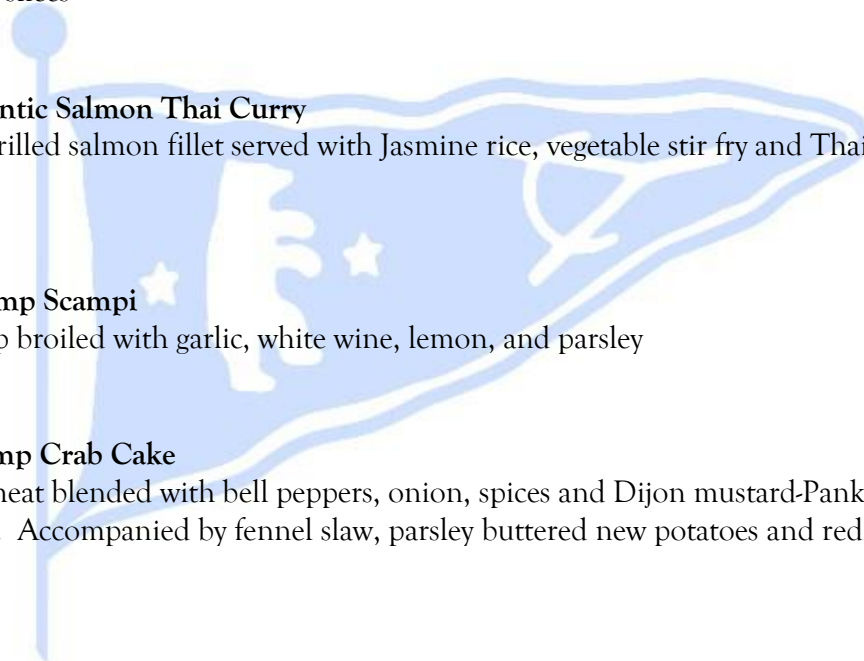 ntic Salmon Thai Curry
rilled salmon fillet served with Jasmine rice, vegetable stir fry and Thai
mp Scampi
p broiled with garlic, white wine, lemon, and parsley
mp Crab Cake
neat blended with bell peppers, onion, spices and Dijon mustard-Pank
. Accompanied by fennel slaw, parsley buttered new potatoes and red